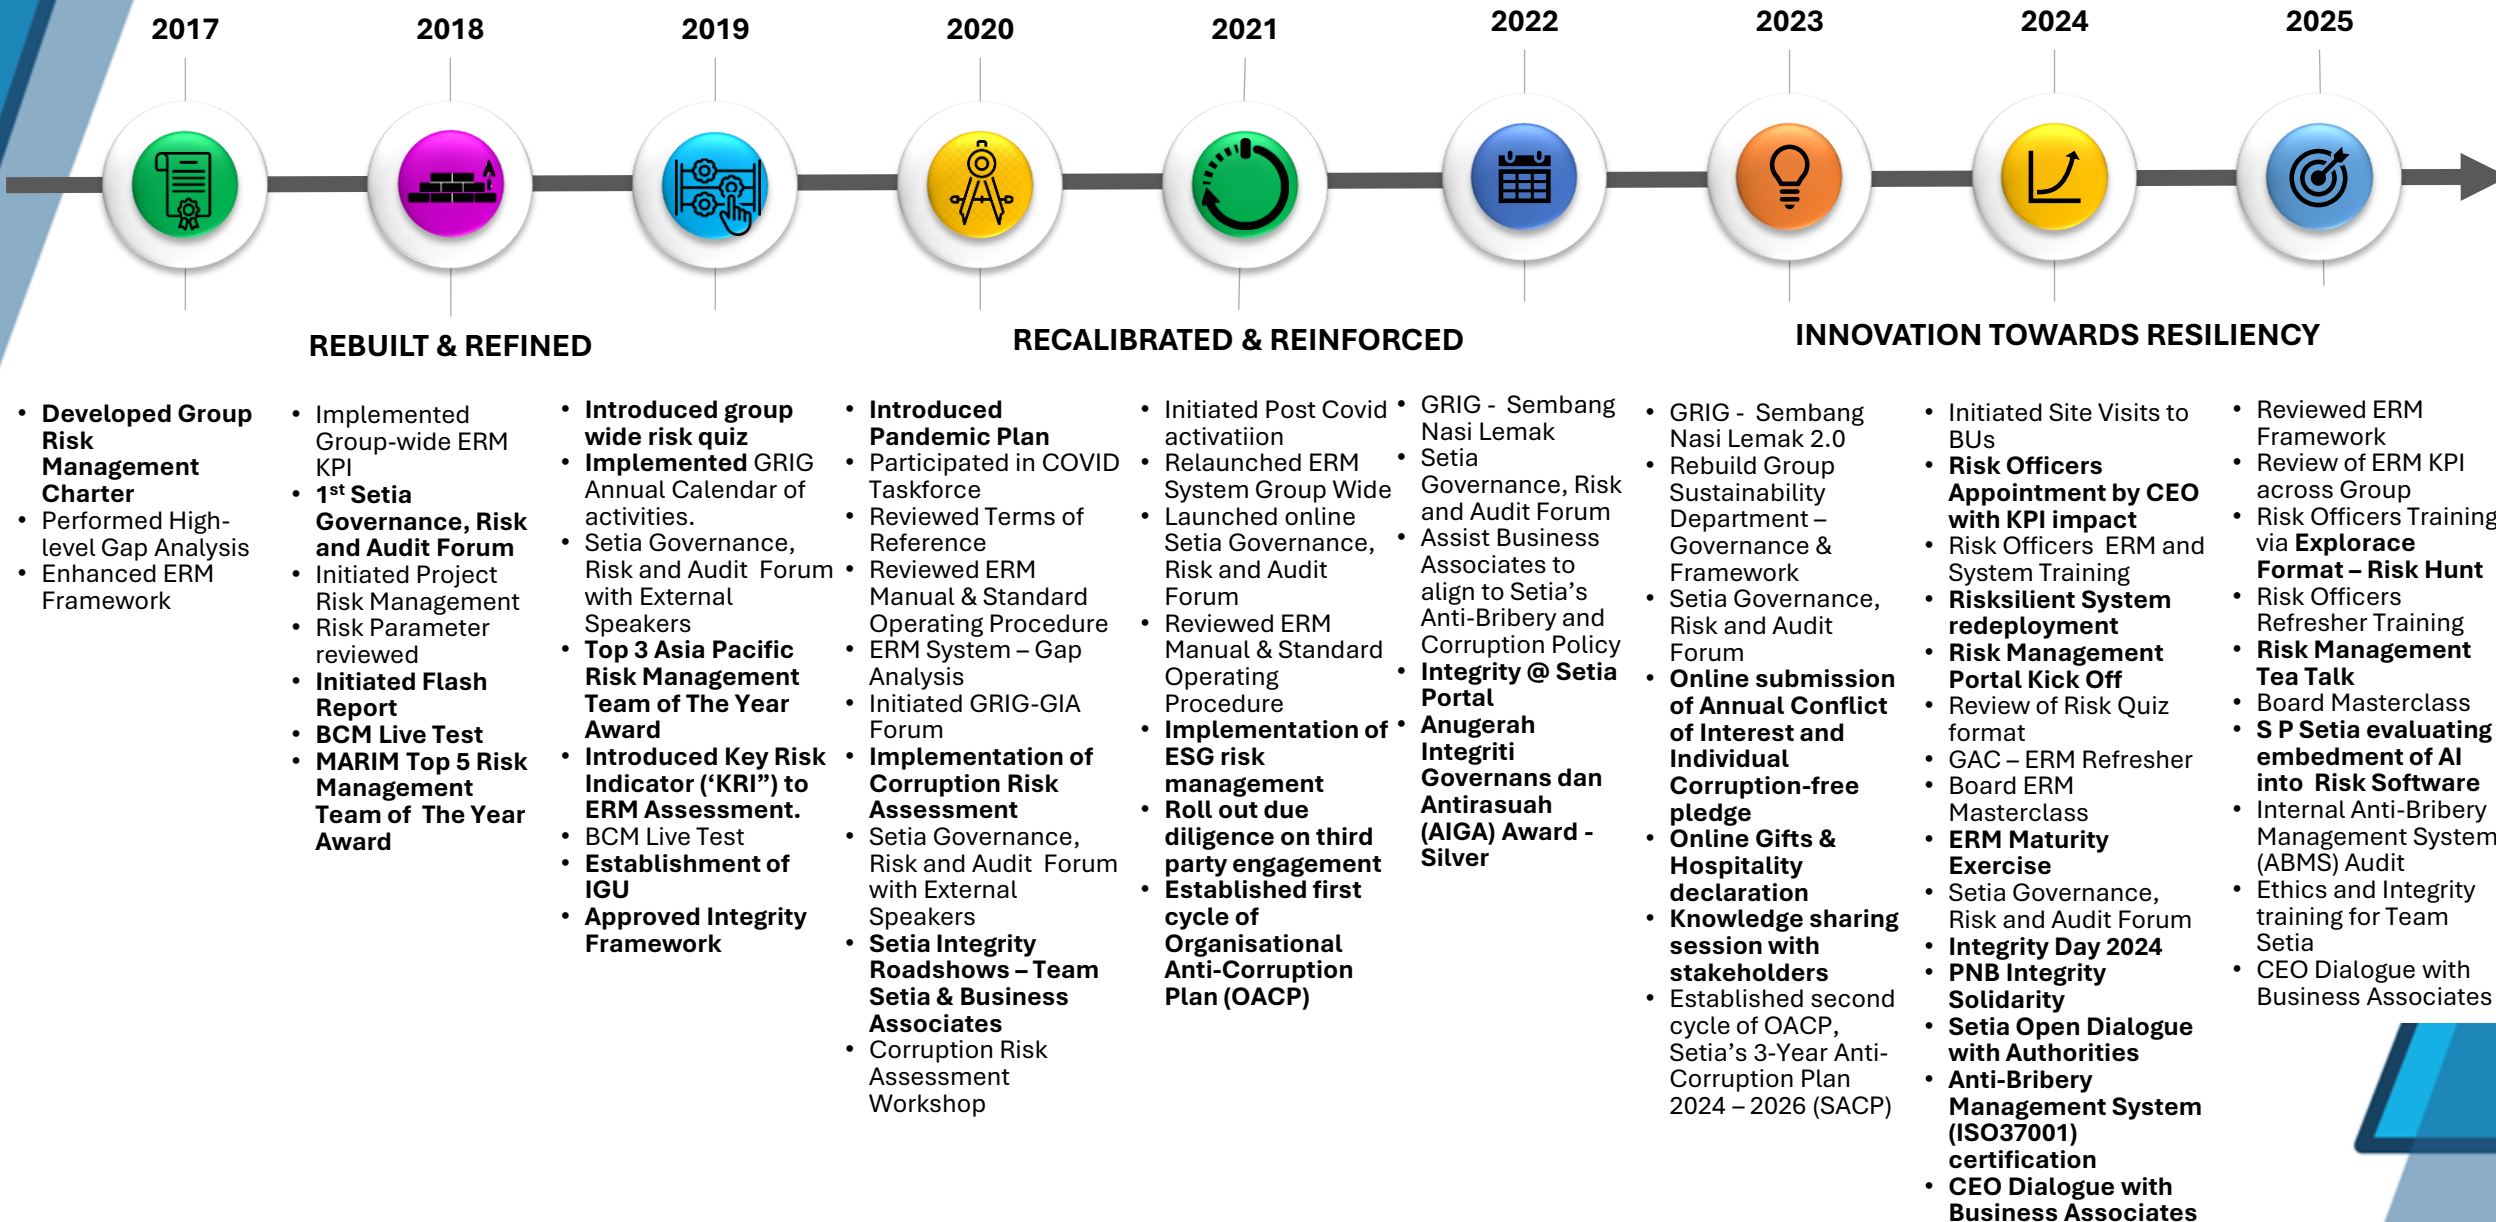 2017
2018
2019
2020
2021
2022
2023
2024
2025
REBUILT & REFINED
RECALIBRATED & REINFORCED
INNOVATION TOWARDS RESILIENCY
• Developed Group
Risk
Management
Charter
• Performed High-
level Gap Analysis
• Enhanced ERM
Framework
• Implemented
Group-wide ERM
KPI
• 1st Setia
Governance, Risk
and Audit Forum
• Initiated Project
Risk Management
• Risk Parameter
reviewed
• Initiated Flash
Report
• BCM Live Test
• MARIM Top 5 Risk
Management
Team of The Year
Award
• Introduced group
wide risk quiz
• Implemented GRIG
Annual Calendar of
activities.
• Setia Governance,
Risk and Audit Forum
with External
Speakers
• Top 3 Asia Pacific
Risk Management
Team of The Year
Award
• Introduced Key Risk
Indicator (‘KRI”) to
ERM Assessment.
• BCM Live Test
• Establishment of
IGU
• Approved Integrity
Framework
• Introduced
Pandemic Plan
• Participated in COVID
Taskforce
• Reviewed Terms of
Reference
• Reviewed ERM
Manual & Standard
Operating Procedure
• ERM System – Gap
Analysis
• Initiated GRIG-GIA
Forum
• Implementation of
Corruption Risk
Assessment
• Setia Governance,
Risk and Audit Forum
with External
Speakers
• Setia Integrity
Roadshows – Team
Setia & Business
Associates
• Corruption Risk
Assessment
Workshop
• Initiated Post Covid
activatiion
• Relaunched ERM
System Group Wide
• Launched online
Setia Governance,
Risk and Audit
Forum
• Reviewed ERM
Manual & Standard
Operating
Procedure
• Implementation of
ESG risk
management
• Roll out due
diligence on third
party engagement
• Established first
cycle of
Organisational
Anti-Corruption
Plan (OACP)
• GRIG - Sembang
Nasi Lemak
• Setia
Governance, Risk
and Audit Forum
• Assist Business
Associates to
align to Setia’s
Anti-Bribery and
Corruption Policy
• Integrity @ Setia
Portal
• Anugerah
Integriti
Governans dan
Antirasuah
(AIGA) Award -
Silver
• GRIG - Sembang
Nasi Lemak 2.0
• Rebuild Group
Sustainability
Department –
Governance &
Framework
• Setia Governance,
Risk and Audit
Forum
• Online submission
of Annual Conflict
of Interest and
Individual
Corruption-free
pledge
• Online Gifts &
Hospitality
declaration
• Knowledge sharing
session with
stakeholders
• Established second
cycle of OACP,
Setia’s 3-Year Anti-
Corruption Plan
2024 – 2026 (SACP)
• Initiated Site Visits to
BUs
• Risk Officers
Appointment by CEO
with KPI impact
• Risk Officers ERM and
System Training
• Risksilient System
redeployment
• Risk Management
Portal Kick Off
• Review of Risk Quiz
format
• GAC – ERM Refresher
• Board ERM
Masterclass
• ERM Maturity
Exercise
• Setia Governance,
Risk and Audit Forum
• Integrity Day 2024
• PNB Integrity
Solidarity
• Setia Open Dialogue
with Authorities
• Anti-Bribery
Management System
(ISO37001)
certification
• CEO Dialogue with
Business Associates
• Reviewed ERM
Framework
• Review of ERM KPI
across Group
• Risk Officers Training
via Explorace
Format – Risk Hunt
• Risk Officers
Refresher Training
• Risk Management
Tea Talk
• Board Masterclass
• S P Setia evaluating
embedment of AI
into Risk Software
• Internal Anti-Bribery
Management System
(ABMS) Audit
• Ethics and Integrity
training for Team
Setia
• CEO Dialogue with
Business Associates